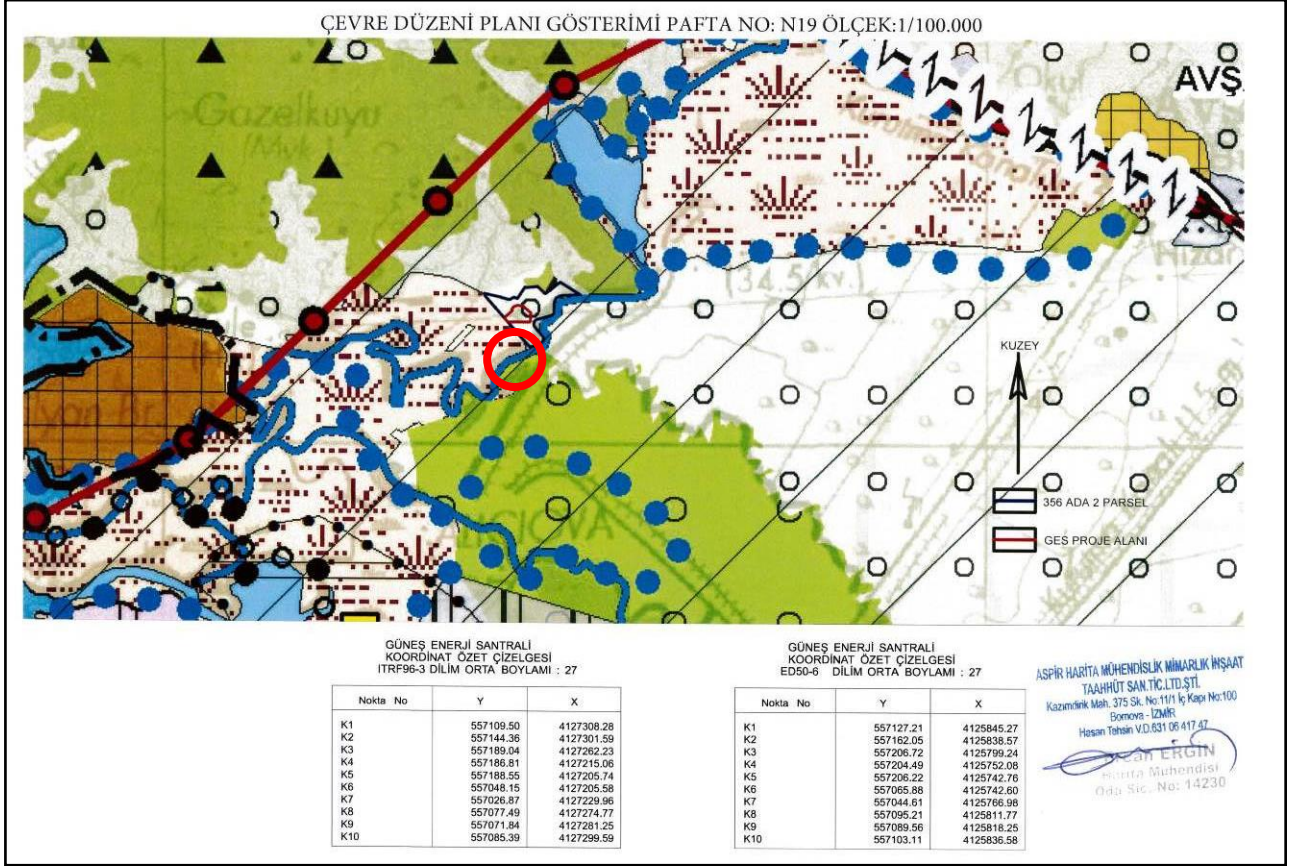 ÇEVRE DÜZENİ PLANI GÖSTERİMİ PAFTA NO: N19 ÖLÇEK:1/100.000
Gazelkuyu
Okul
AVŞ
Kurutma Kanalı
Hizar
(34.5 kv.)
KUZEY
356 ADA 2 PARSEL
GES PROJE ALANI
OVA
GÜNEŞ ENERJİ SANTRALİ
KOORDİNAT ÖZET ÇİZELGESİ
ITRF96-3 DİLİM ORTA BOYLAMI : 27
Nokta No Y X
K1 557109.50 4127308.28
K2 557144.36 4127301.59
K3 557189.04 4127262.23
K4 557186.81 4127215.06
K5 557188.55 4127205.74
K6 557048.15 4127205.58
K7 557026.87 4127229.96
K8 557077.49 4127274.77
K9 557071.84 4127281.25
K10 557085.39 4127299.59
GÜNEŞ ENERJİ SANTRALİ
KOORDİNAT ÖZET ÇİZELGESİ
ED50-6 DİLİM ORTA BOYLAMI : 27
Nokta No Y X
K1 557127.21 4125845.27
K2 557162.05 4125838.57
K3 557206.72 4125799.24
K4 557204.49 4125752.08
K5 557206.22 4125742.76
K6 557065.88 4125742.60
K7 557044.61 4125766.98
K8 557095.21 4125811.77
K9 557089.56 4125818.25
K10 557103.11 4125836.58
ASPİR HARİTA MÜHENDİSLİK MİMARLIK İNŞAAT
TAAHHÜT SAN.TİC.LTD.ŞTİ.
Kazımdirik Mah. 375 Sk. No:11/1 İç Kapı No:100
Bornova - İZMİR
Hasan Tahsin V.D.631 06 417 47
ERGİN
Harita Mühendisi
Oda Sic. No: 14230